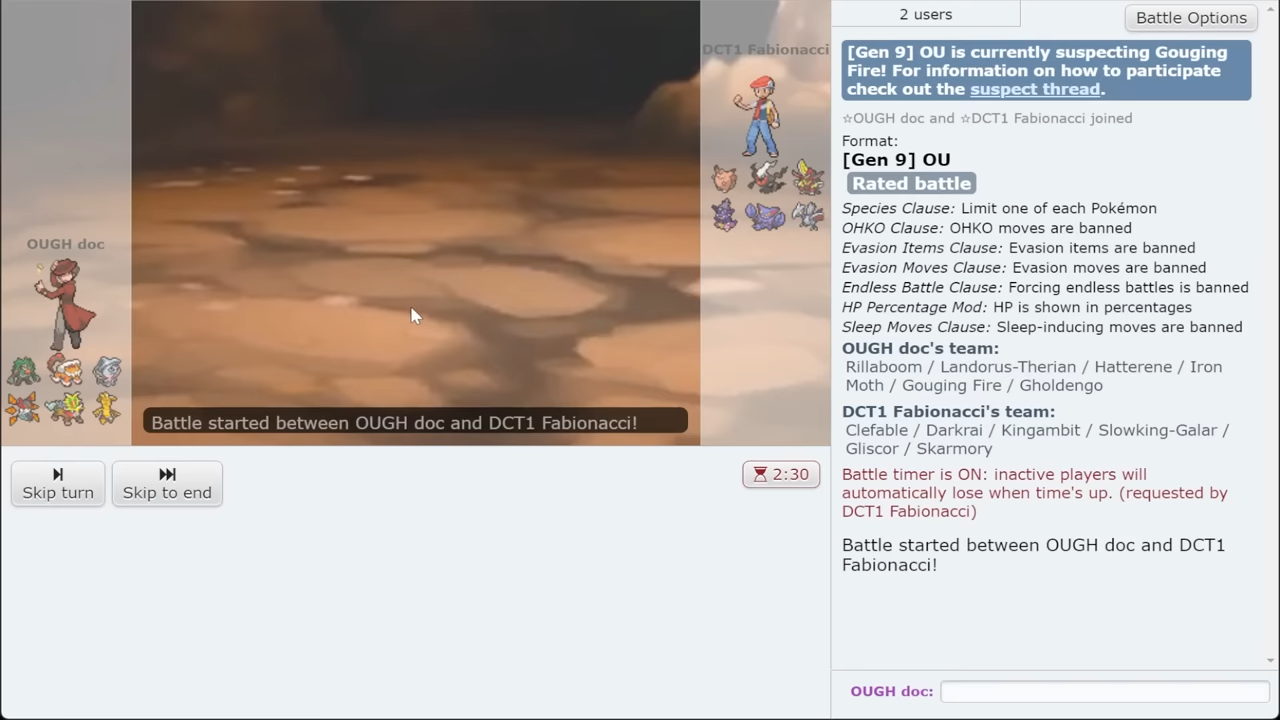 2 users
Battle Options
[Gen 9] OU is currently suspecting Gouging
Fire! For information on how to participate
check out the suspect thread.
☆OUGH doc and ☆DCT1 Fabionacci joined
Format:
[Gen 9] OU
Rated battle
Species Clause: Limit one of each Pokémon
OHKO Clause: OHKO moves are banned
Evasion Items Clause: Evasion items are banned
Evasion Moves Clause: Evasion moves are banned
Endless Battle Clause: Forcing endless battles is banned
HP Percentage Mod: HP is shown in percentages
Sleep Moves Clause: Sleep-inducing moves are banned
OUGH doc's team:
Rillaboom / Landorus-Therian / Hatterene / Iron
Moth / Gouging Fire / Gholdengo
DCT1 Fabionacci's team:
Clefable / Darkrai / Kingambit / Slowking-Galar /
Gliscor / Skarmory
Battle timer is ON: inactive players will
automatically lose when time's up. (requested by
DCT1 Fabionacci)
Battle started between OUGH doc and DCT1
Fabionacci!
OUGH doc:
DCT1 Fabionacci
OUGH doc
Battle started between OUGH doc and DCT1 Fabionacci!
Skip turn
Skip to end
2:30